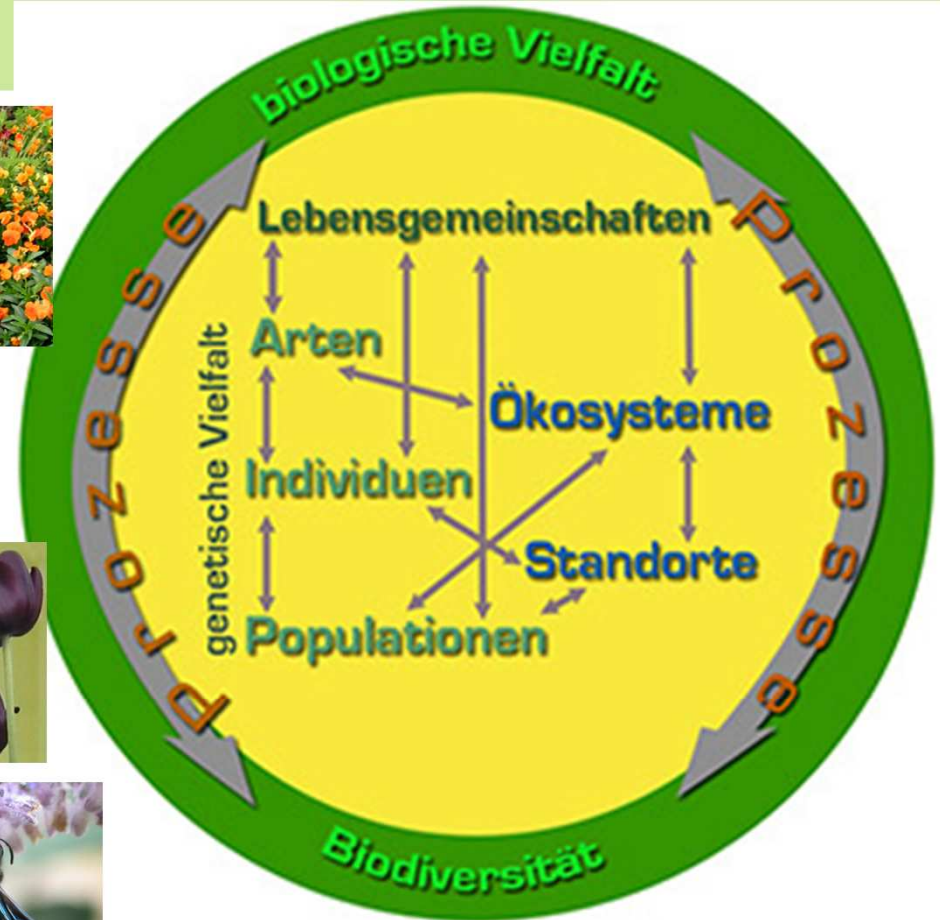 biologische Vielfalt
Prozesse
Prozesse
Lebensgemeinschaften
Arten
genetische Vielfalt
Ökosysteme
Individuen
Standorte
Populationen
Biodiversität